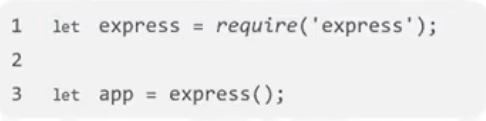 1 let express = require('express');
2
3 let app = express();